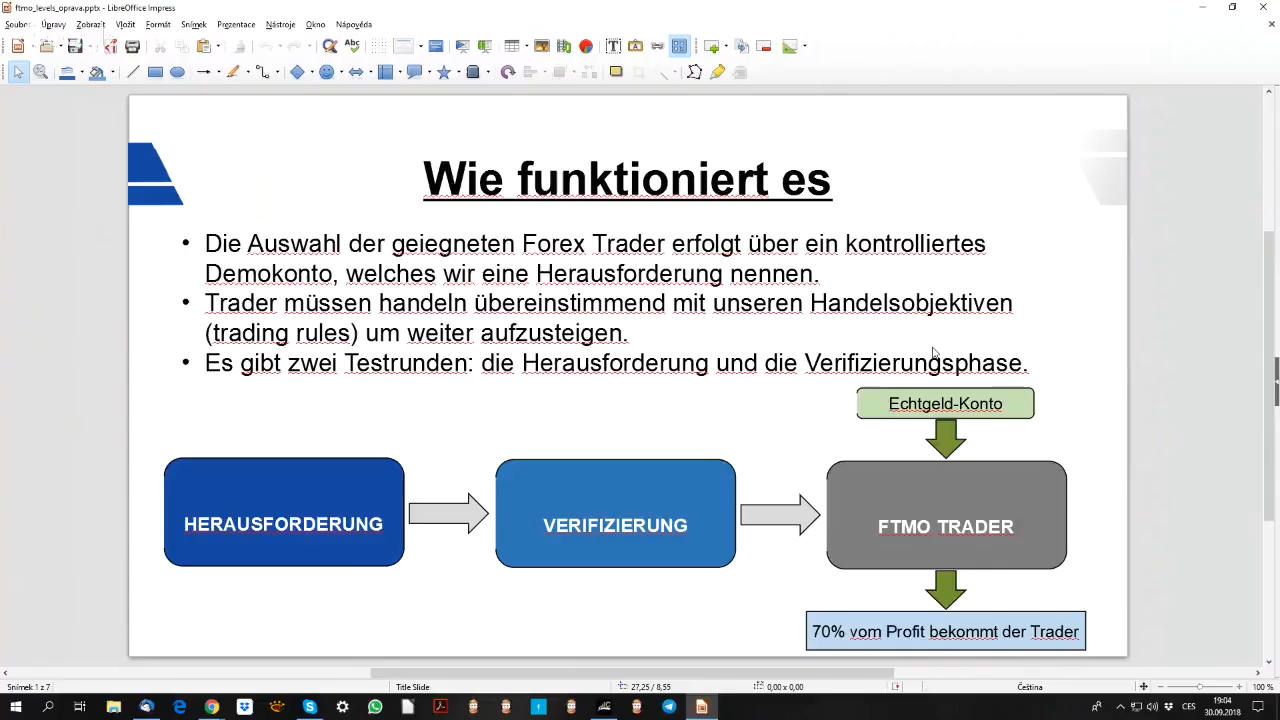 ftmo_levels_oprava.pptx - LibreOffice Impress
Soubor Úpravy Zobrazit Vložit Formát Snímek Prezentace Nástroje Okno Nápověda
Wie funktioniert es
• Die Auswahl der geiegneten Forex Trader erfolgt über ein kontrolliertes
Demokonto, welches wir eine Herausforderung nennen.
• Trader müssen handeln übereinstimmend mit unseren Handelsobjektiven
(trading rules) um weiter aufzusteigen.
• Es gibt zwei Testrunden: die Herausforderung und die Verifizierungsphase.
Echtgeld-Konto
HERAUSFORDERUNG
VERIFIZIERUNG
FTMO TRADER
70% vom Profit bekommt der Trader
Snímek 1 z 7 Title Slide 27,25 / 8,55 0,00 x 0,00 Čeština 100 %
CES 19:04
30.09.2018